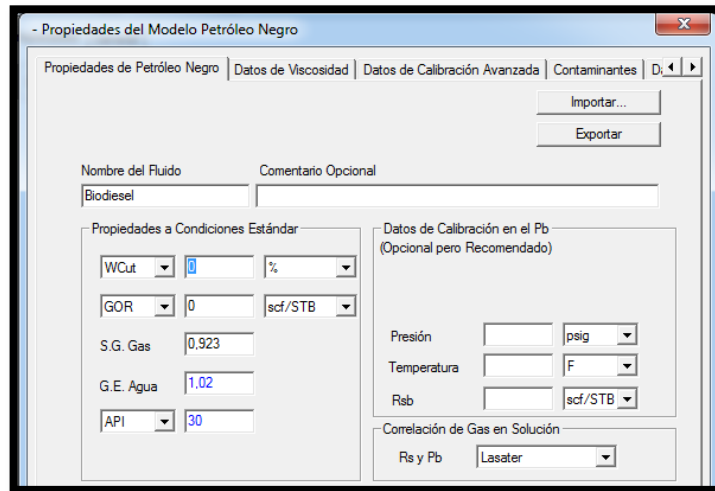 - Propiedades del Modelo Petróleo Negro
Propiedades de Petróleo Negro Datos de Viscosidad Datos de Calibración Avanzada Contaminantes D
Importar...
Exportar
Nombre del Fluido Comentario Opcional
Biodiesel
Propiedades a Condiciones Estándar
WCut 0 %
GOR 0 scf/STB
S.G. Gas 0,923
G.E. Agua 1,02
API 30
Datos de Calibración en el Pb
(Opcional pero Recomendado)
Presión psig
Temperatura F
Rsb scf/STB
Correlación de Gas en Solución
Rs y Pb Lasater